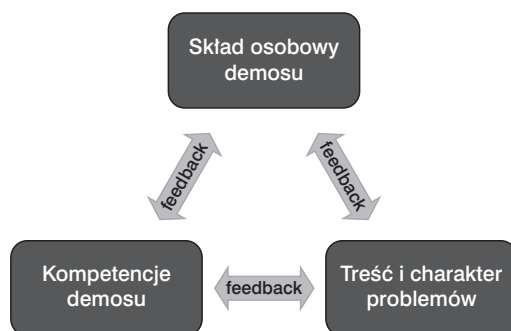 Skład osobowy
demosu
feedback
feedback
Kompetencje
demosu
feedback
Treść i charakter
problemów